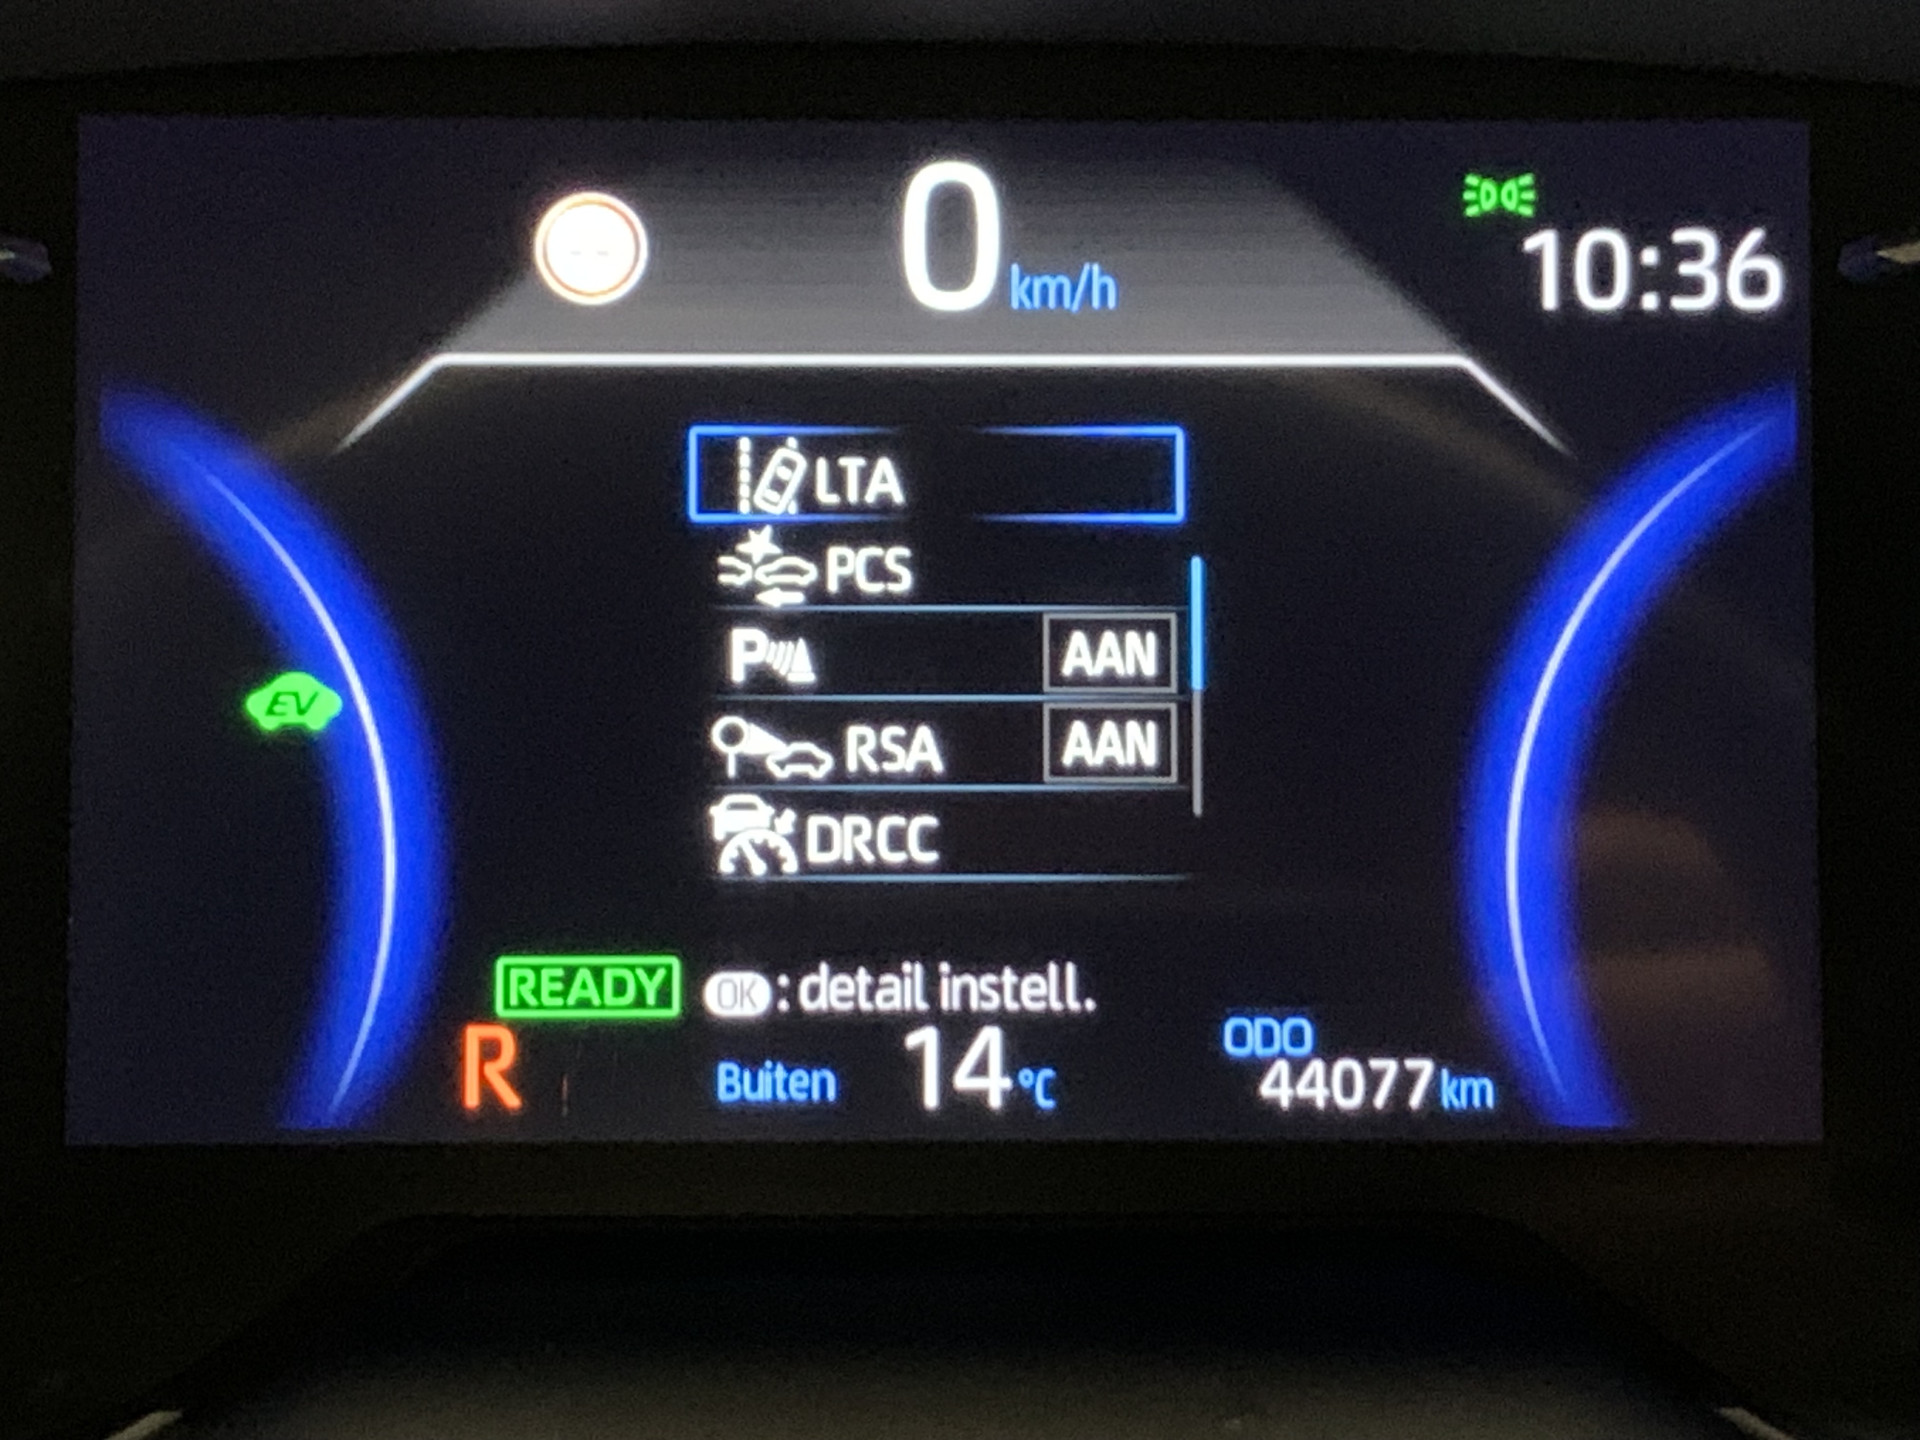 0 km/h
10:36
LTA
PCS
P AAN
RSA AAN
DRCC
EV
READY OK : detail instell.
R Buiten 14 °C ODO
44077 km